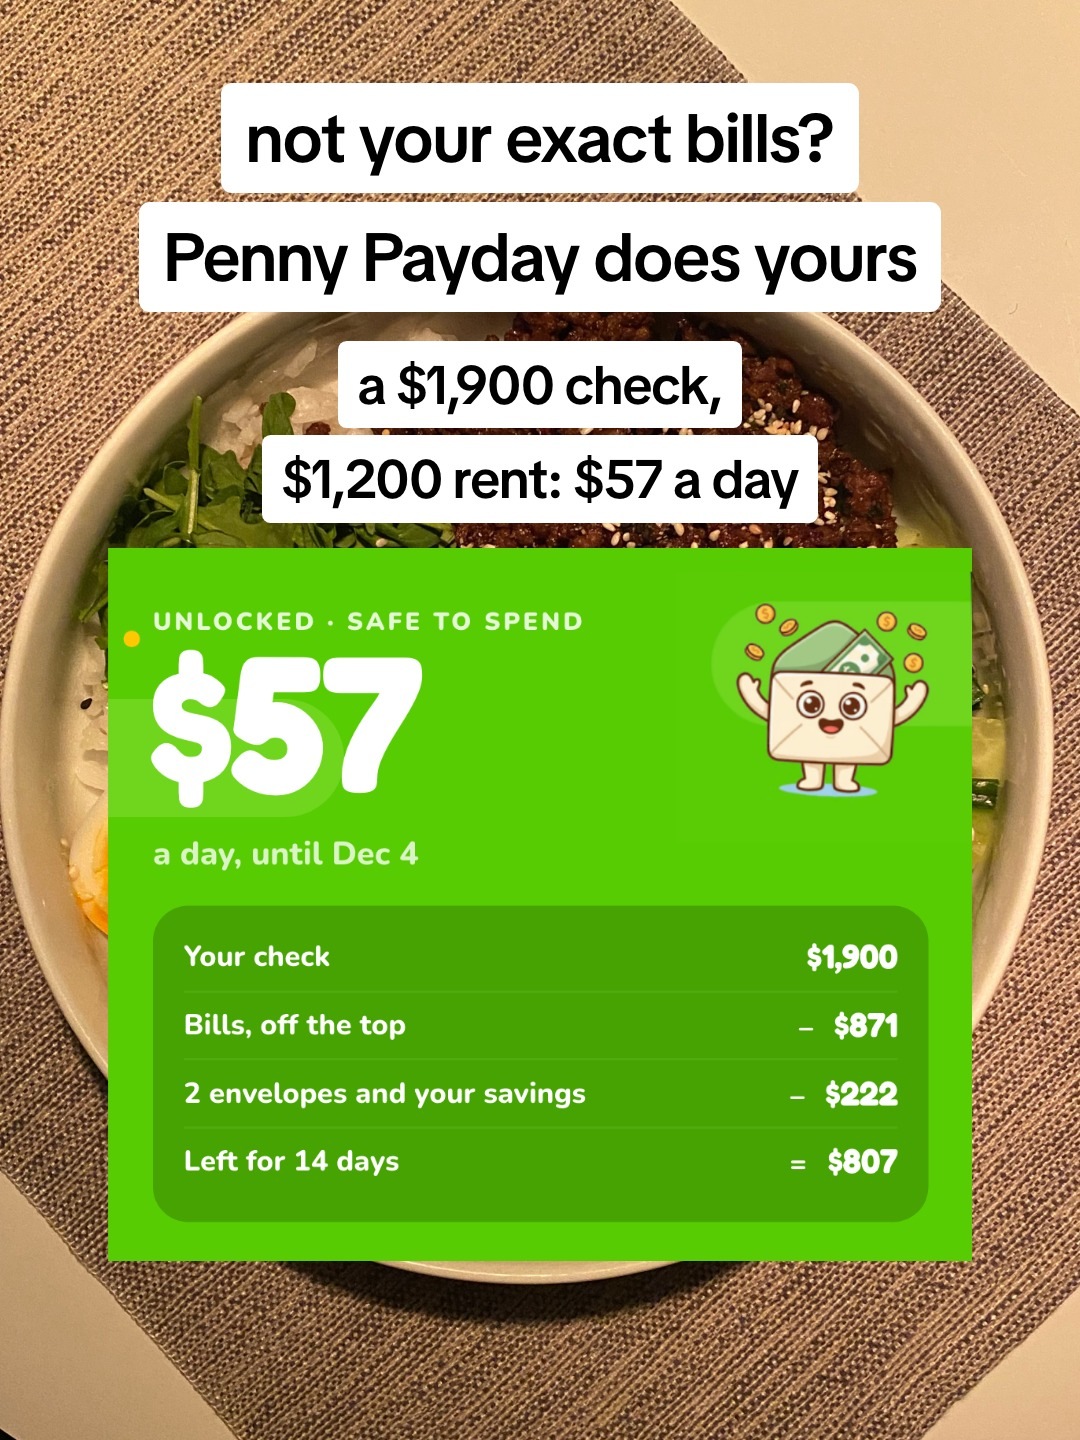 not your exact bills?
Penny Payday does yours
a $1,900 check,
$1,200 rent: $57 a day
UNLOCKED · SAFE TO SPEND
$57
a day, until Dec 4
Your check $1,900
Bills, off the top – $871
2 envelopes and your savings – $222
Left for 14 days = $807